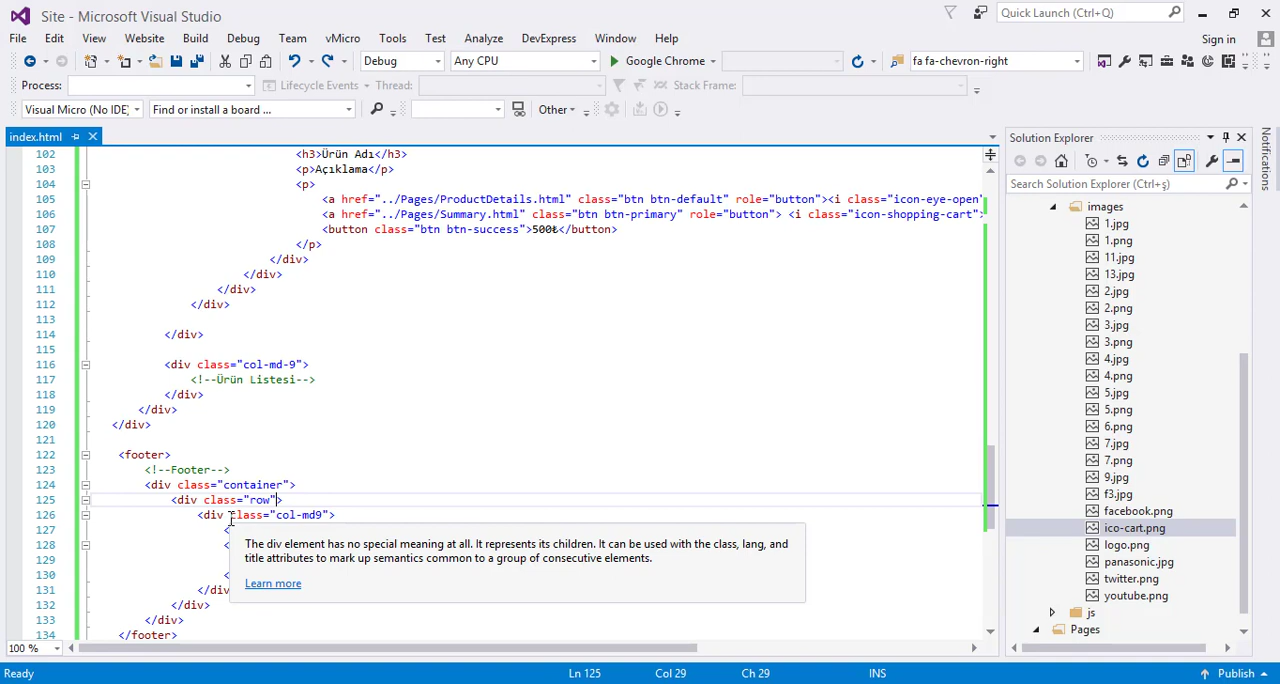 Site - Microsoft Visual Studio
Quick Launch (Ctrl+Q)
File Edit View Website Build Debug Team vMicro Tools Test Analyze DevExpress Window Help
Sign in
Debug Any CPU Google Chrome fa fa-chevron-right
Process: Lifecycle Events Thread: Stack Frame:
Visual Micro (No IDE) Find or install a board ... Other
index.html
Solution Explorer
Notifications
Search Solution Explorer (Ctrl+ş)
102 <h3>Ürün Adı</h3>
103 <p>Açıklama</p>
104 <p>
105 <a href="../Pages/ProductDetails.html" class="btn btn-default" role="button"><i class="icon-eye-open"
106 <a href="../Pages/Summary.html" class="btn btn-primary" role="button"> <i class="icon-shopping-cart">
107 <button class="btn btn-success">500₺</button>
108 </p>
109 </div>
110 </div>
111 </div>
112 </div>
113
114 </div>
115
116 <div class="col-md-9">
117 <!--Ürün Listesi-->
118 </div>
119 </div>
120 </div>
121
122 <footer>
123 <!--Footer-->
124 <div class="container">
125 <div class="row">
126 <div class="col-md9">
127 <
128 <
129
130 <
131 </div>
132 </div>
133 </div>
134 </footer>
The div element has no special meaning at all. It represents its children. It can be used with the class, lang, and
title attributes to mark up semantics common to a group of consecutive elements.
Learn more
images
1.jpg
1.png
11.jpg
13.jpg
2.jpg
2.png
3.jpg
3.png
4.jpg
4.png
5.jpg
5.png
6.png
7.jpg
7.png
9.jpg
f3.jpg
facebook.png
ico-cart.png
logo.png
panasonic.jpg
twitter.png
youtube.png
js
Pages
100 %
Ready Ln 125 Col 29 Ch 29 INS Publish